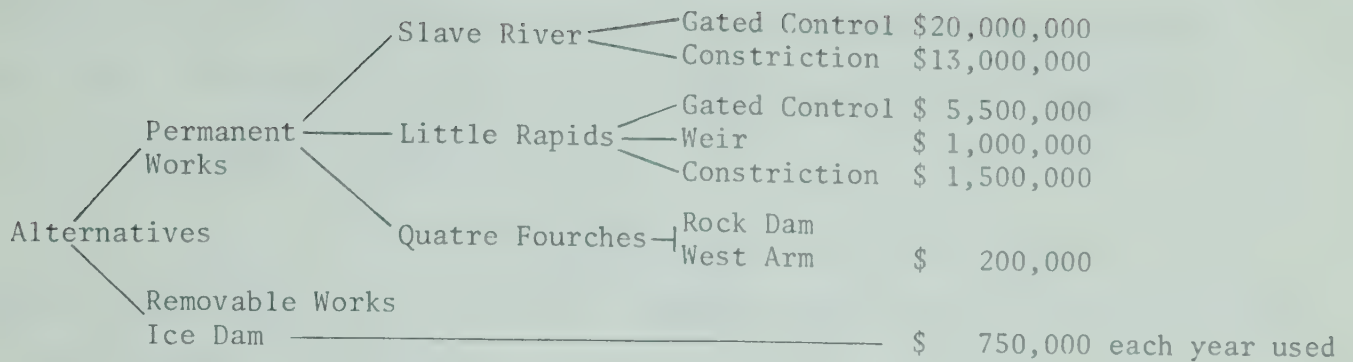 Slave River Gated Control $20,000,000
Constriction $13,000,000
Gated Control $ 5,500,000
Permanent Little Rapids Weir $ 1,000,000
Works Constriction $ 1,500,000
Alternatives Quatre Fourches Rock Dam
West Arm $ 200,000
Removable Works
Ice Dam $ 750,000 each year used